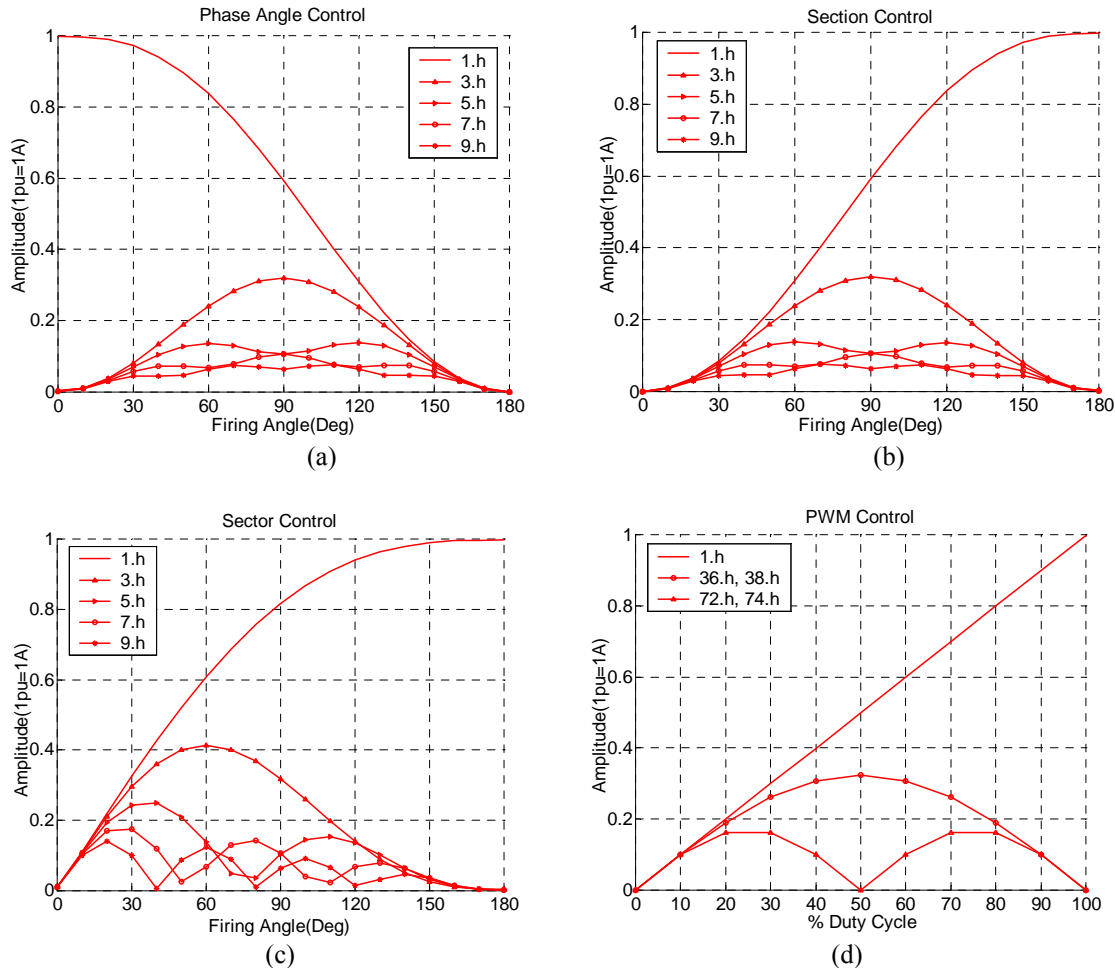 Phase Angle Control
1
0.8
0.6
0.4
0.2
0
Amplitude(1pu=1A)
1.h
3.h
5.h
7.h
9.h
0 30 60 90 120 150 180
Firing Angle(Deg)
(a)
Section Control
1
0.8
0.6
0.4
0.2
0
Amplitude(1pu=1A)
1.h
3.h
5.h
7.h
9.h
0 30 60 90 120 150 180
Firing Angle(Deg)
(b)
Sector Control
1
0.8
0.6
0.4
0.2
0
Amplitude(1pu=1A)
1.h
3.h
5.h
7.h
9.h
0 30 60 90 120 150 180
Firing Angle(Deg)
(c)
PWM Control
1
0.8
0.6
0.4
0.2
0
Amplitude(1pu=1A)
1.h
36.h, 38.h
72.h, 74.h
0 10 20 30 40 50 60 70 80 90 100
% Duty Cycle
(d)